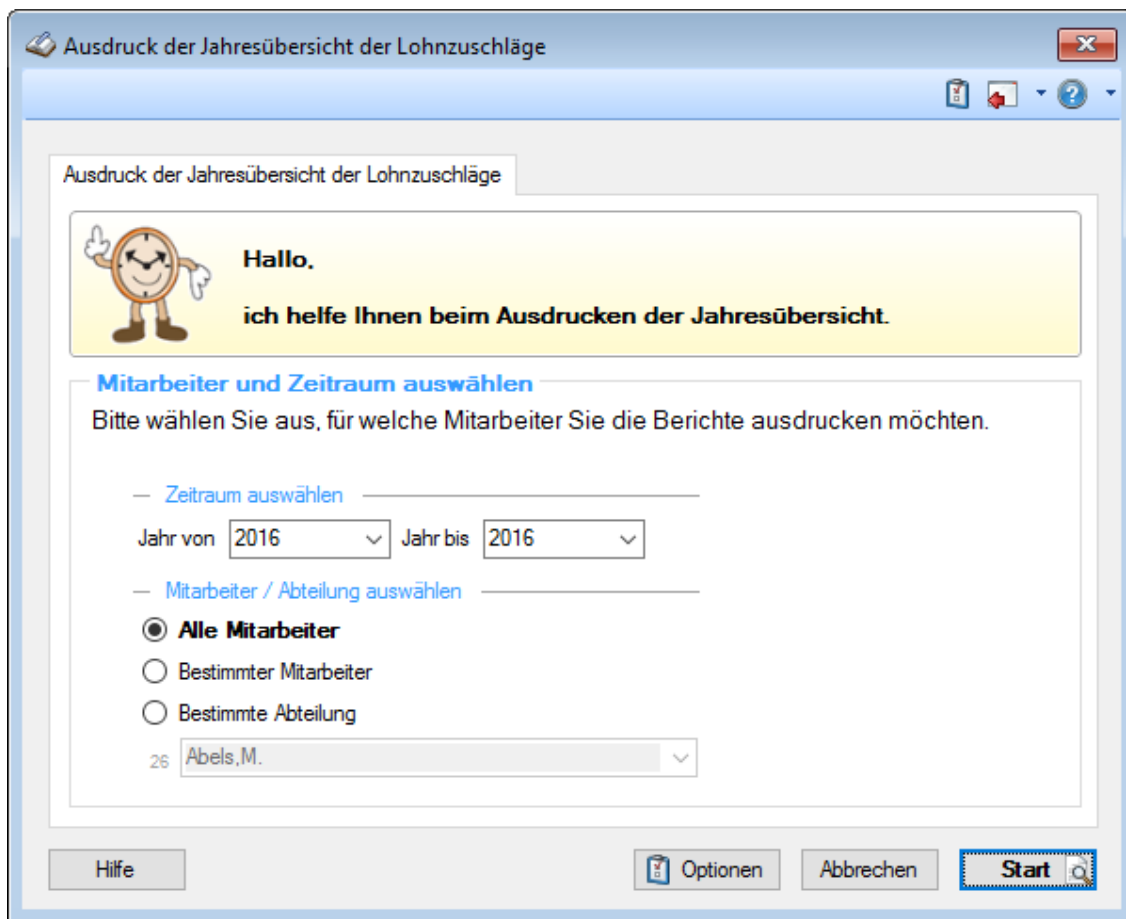 Ausdruck der Jahresübersicht der Lohnzuschläge
Ausdruck der Jahresübersicht der Lohnzuschläge
Hallo,
ich helfe Ihnen beim Ausdrucken der Jahresübersicht.
Mitarbeiter und Zeitraum auswählen
Bitte wählen Sie aus, für welche Mitarbeiter Sie die Berichte ausdrucken möchten.
Zeitraum auswählen
Jahr von 2016 Jahr bis 2016
Mitarbeiter / Abteilung auswählen
Alle Mitarbeiter
Bestimmter Mitarbeiter
Bestimmte Abteilung
26 Abels,M.
Hilfe Optionen Abbrechen Start